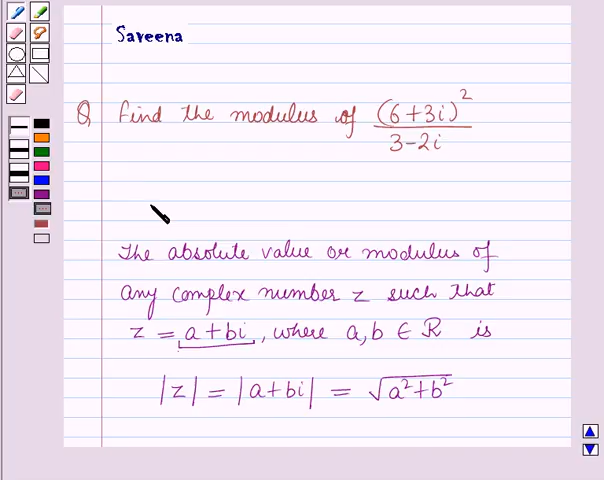 Saveena
Q Find the modulus of (6+3i)² / 3-2i
The absolute value or modulus of
any complex number z such that
z = a+bi, where a,b ∈ R is
|z| = |a+bi| = √a²+b²